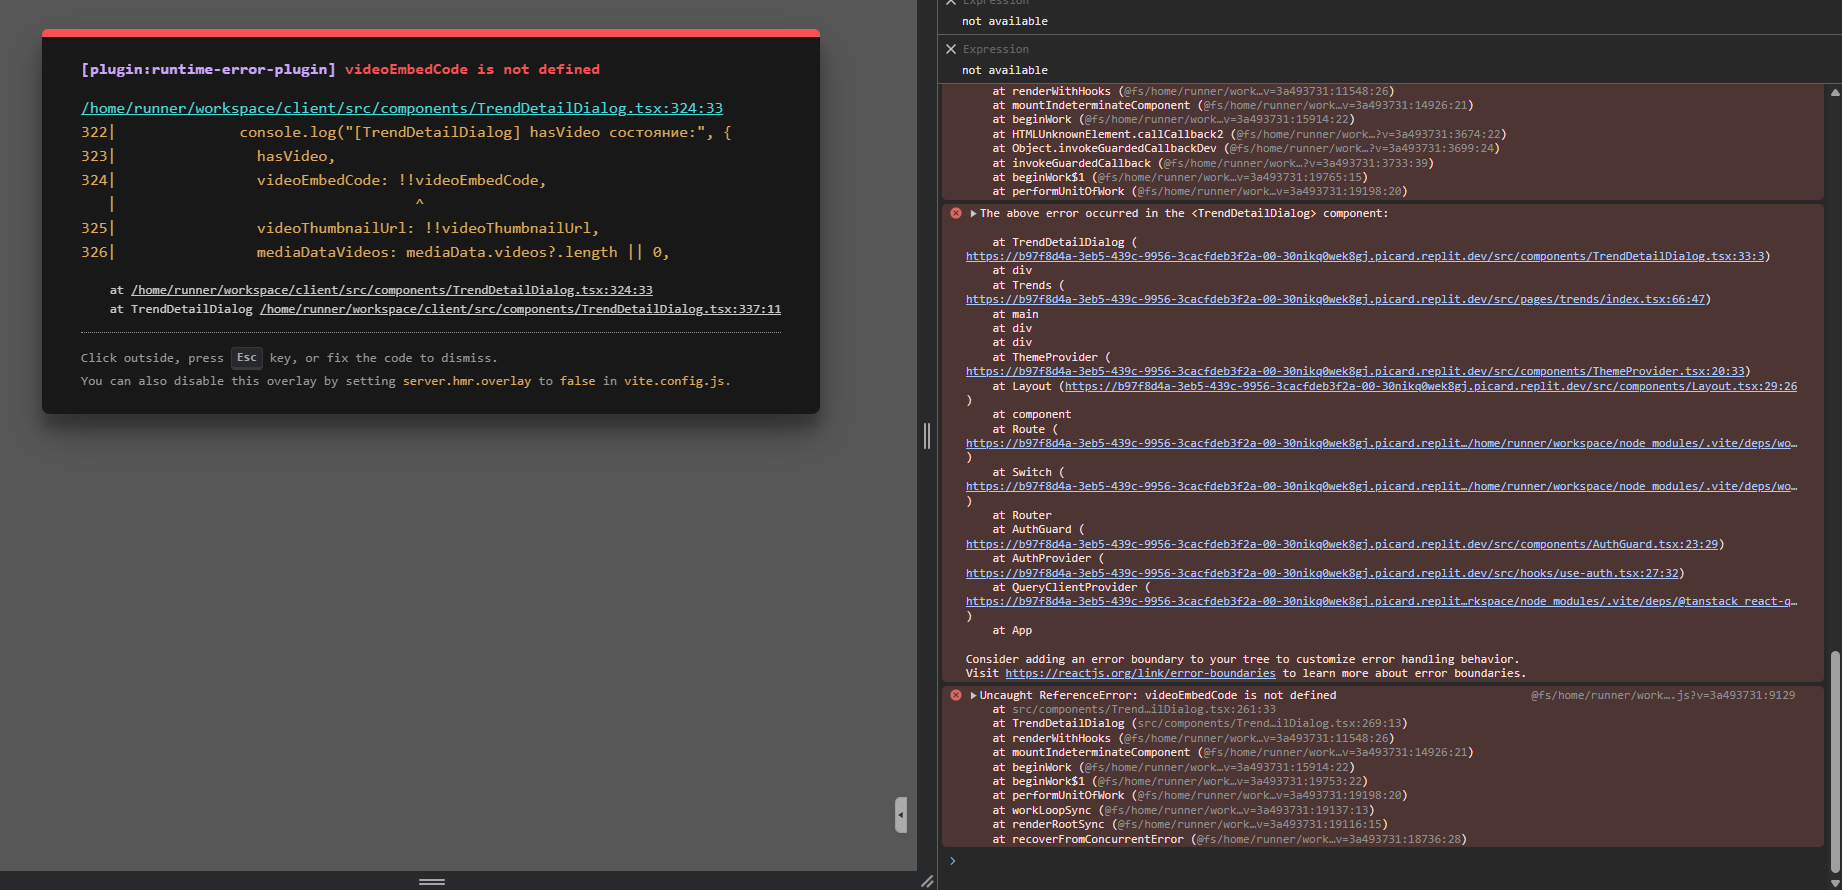 [plugin:runtime-error-plugin] videoEmbedCode is not defined
/home/runner/workspace/client/src/components/TrendDetailDialog.tsx:324:33
322|              console.log("[TrendDetailDialog] hasVideo состояние:", {
323|                hasVideo,
324|                videoEmbedCode: !!videoEmbedCode,
   |                                  ^
325|                videoThumbnailUrl: !!videoThumbnailUrl,
326|                mediaDataVideos: mediaData.videos?.length || 0,
at /home/runner/workspace/client/src/components/TrendDetailDialog.tsx:324:33
at TrendDetailDialog /home/runner/workspace/client/src/components/TrendDetailDialog.tsx:337:11
Click outside, press Esc key, or fix the code to dismiss.
You can also disable this overlay by setting server.hmr.overlay to false in vite.config.js.
Expression
not available
Expression
not available
at renderWithHooks (@fs/home/runner/work…v=3a493731:11548:26)
at mountIndeterminateComponent (@fs/home/runner/work…v=3a493731:14926:21)
at beginWork (@fs/home/runner/work…v=3a493731:15914:22)
at HTMLUnknownElement.callCallback2 (@fs/home/runner/work…?v=3a493731:3674:22)
at Object.invokeGuardedCallbackDev (@fs/home/runner/work…?v=3a493731:3699:24)
at invokeGuardedCallback (@fs/home/runner/work…?v=3a493731:3733:39)
at beginWork$1 (@fs/home/runner/work…v=3a493731:19765:15)
at performUnitOfWork (@fs/home/runner/work…v=3a493731:19198:20)
The above error occurred in the <TrendDetailDialog> component:
at TrendDetailDialog (
https://b97f8d4a-3eb5-439c-9956-3cacfdeb3f2a-00-30nikq0wek8gj.picard.replit.dev/src/components/TrendDetailDialog.tsx:33:3)
at div
at Trends (
https://b97f8d4a-3eb5-439c-9956-3cacfdeb3f2a-00-30nikq0wek8gj.picard.replit.dev/src/pages/trends/index.tsx:66:47)
at main
at div
at div
at ThemeProvider (
https://b97f8d4a-3eb5-439c-9956-3cacfdeb3f2a-00-30nikq0wek8gj.picard.replit.dev/src/components/ThemeProvider.tsx:20:33)
at Layout (https://b97f8d4a-3eb5-439c-9956-3cacfdeb3f2a-00-30nikq0wek8gj.picard.replit.dev/src/components/Layout.tsx:29:26
)
at component
at Route (
https://b97f8d4a-3eb5-439c-9956-3cacfdeb3f2a-00-30nikq0wek8gj.picard.replit…/home/runner/workspace/node_modules/.vite/deps/wo…
)
at Switch (
https://b97f8d4a-3eb5-439c-9956-3cacfdeb3f2a-00-30nikq0wek8gj.picard.replit…/home/runner/workspace/node_modules/.vite/deps/wo…
)
at Router
at AuthGuard (
https://b97f8d4a-3eb5-439c-9956-3cacfdeb3f2a-00-30nikq0wek8gj.picard.replit.dev/src/components/AuthGuard.tsx:23:29)
at AuthProvider (
https://b97f8d4a-3eb5-439c-9956-3cacfdeb3f2a-00-30nikq0wek8gj.picard.replit.dev/src/hooks/use-auth.tsx:27:32)
at QueryClientProvider (
https://b97f8d4a-3eb5-439c-9956-3cacfdeb3f2a-00-30nikq0wek8gj.picard.replit…rkspace/node_modules/.vite/deps/@tanstack_react-q…
)
at App
Consider adding an error boundary to your tree to customize error handling behavior.
Visit https://reactjs.org/link/error-boundaries to learn more about error boundaries.
Uncaught ReferenceError: videoEmbedCode is not defined @fs/home/runner/work….js?v=3a493731:9129
at src/components/Trend…ilDialog.tsx:261:33
at TrendDetailDialog (src/components/Trend…ilDialog.tsx:269:13)
at renderWithHooks (@fs/home/runner/work…v=3a493731:11548:26)
at mountIndeterminateComponent (@fs/home/runner/work…v=3a493731:14926:21)
at beginWork (@fs/home/runner/work…v=3a493731:15914:22)
at beginWork$1 (@fs/home/runner/work…v=3a493731:19753:22)
at performUnitOfWork (@fs/home/runner/work…v=3a493731:19198:20)
at workLoopSync (@fs/home/runner/work…v=3a493731:19137:13)
at renderRootSync (@fs/home/runner/work…v=3a493731:19116:15)
at recoverFromConcurrentError (@fs/home/runner/work…v=3a493731:18736:28)